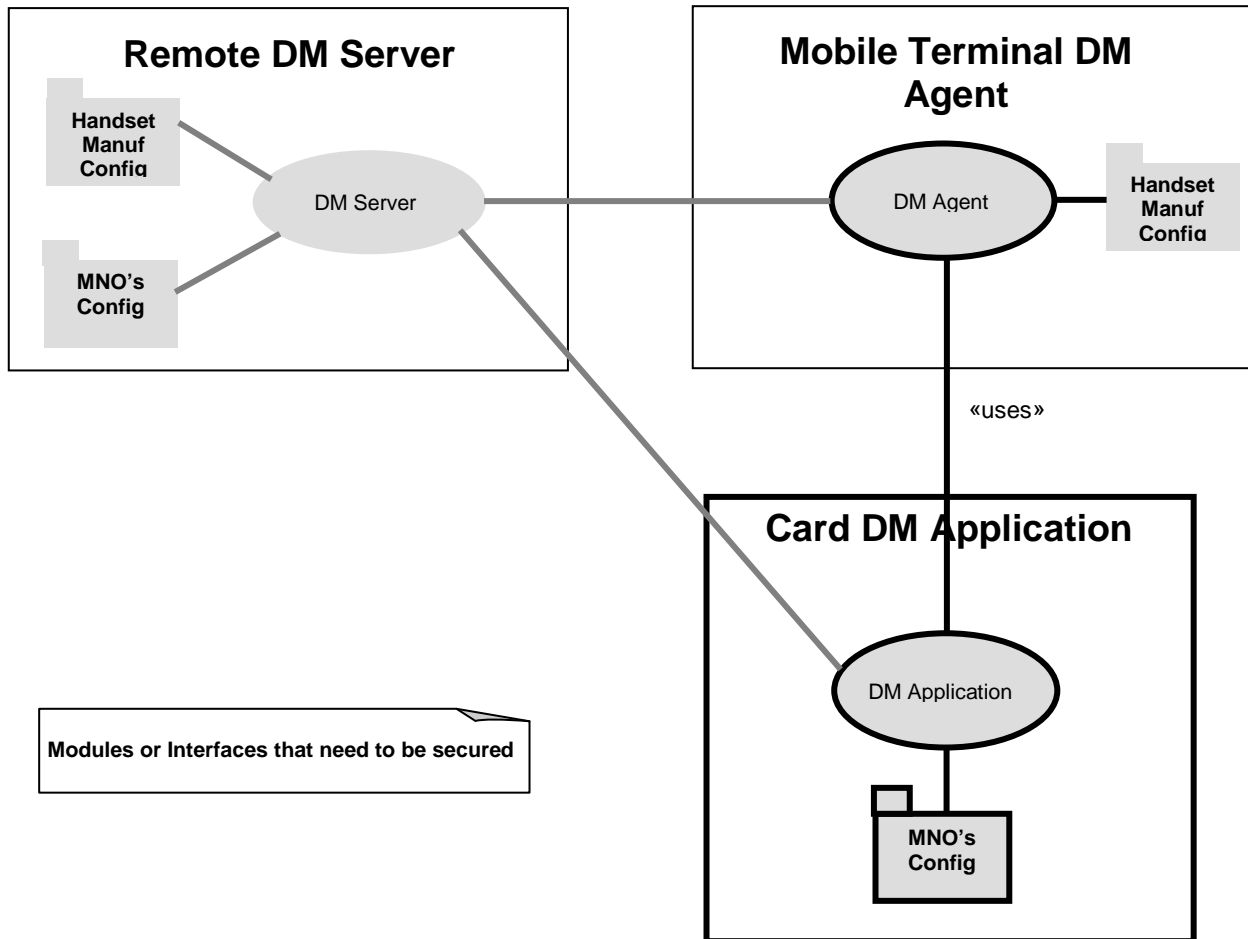 Remote DM Server
Handset
Manuf
Config
DM Server
MNO's
Config
Mobile Terminal DM
Agent
DM Agent
Handset
Manuf
Config
«uses»
Card DM Application
DM Application
MNO's
Config
Modules or Interfaces that need to be secured